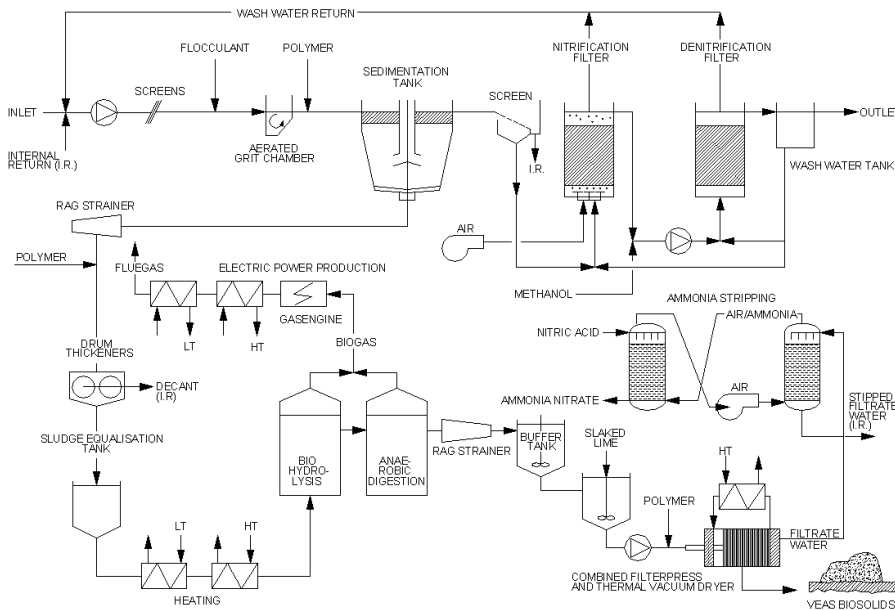 WASH WATER RETURN
FLOCCULANT
POLYMER
NITRIFICATION
FILTER
DENITRIFICATION
FILTER
SEDIMENTATION
TANK
SCREENS
SCREEN
INLET
OUTLET
INTERNAL
RETURN (I.R.)
AERATED
GRIT CHAMBER
I.R.
WASH WATER TANK
RAG STRAINER
AIR
POLYMER
FLUEGAS
ELECTRIC POWER PRODUCTION
METHANOL
GASENGINE
AMMONIA STRIPPING
AIR/AMMONIA
LT
HT
BIOGAS
NITRIC ACID
DRUM
THICKENERS
DECANT
(I.R)
AIR
AMMONIA NITRATE
STIPPED
FILTRATE
WATER
(I.R.)
SLUDGE EQUALISATION
TANK
BIO
HYDRO-
LYSIS
ANAE-
ROBIC
DIGESTION
RAG STRAINER
BUFFER
TANK
SLAKED
LIME
HT
POLYMER
LT
HT
FILTRATE
WATER
HEATING
COMBINED FILTERPRESS
AND THERMAL VACUUM DRYER
VEAS BIOSOLIDS